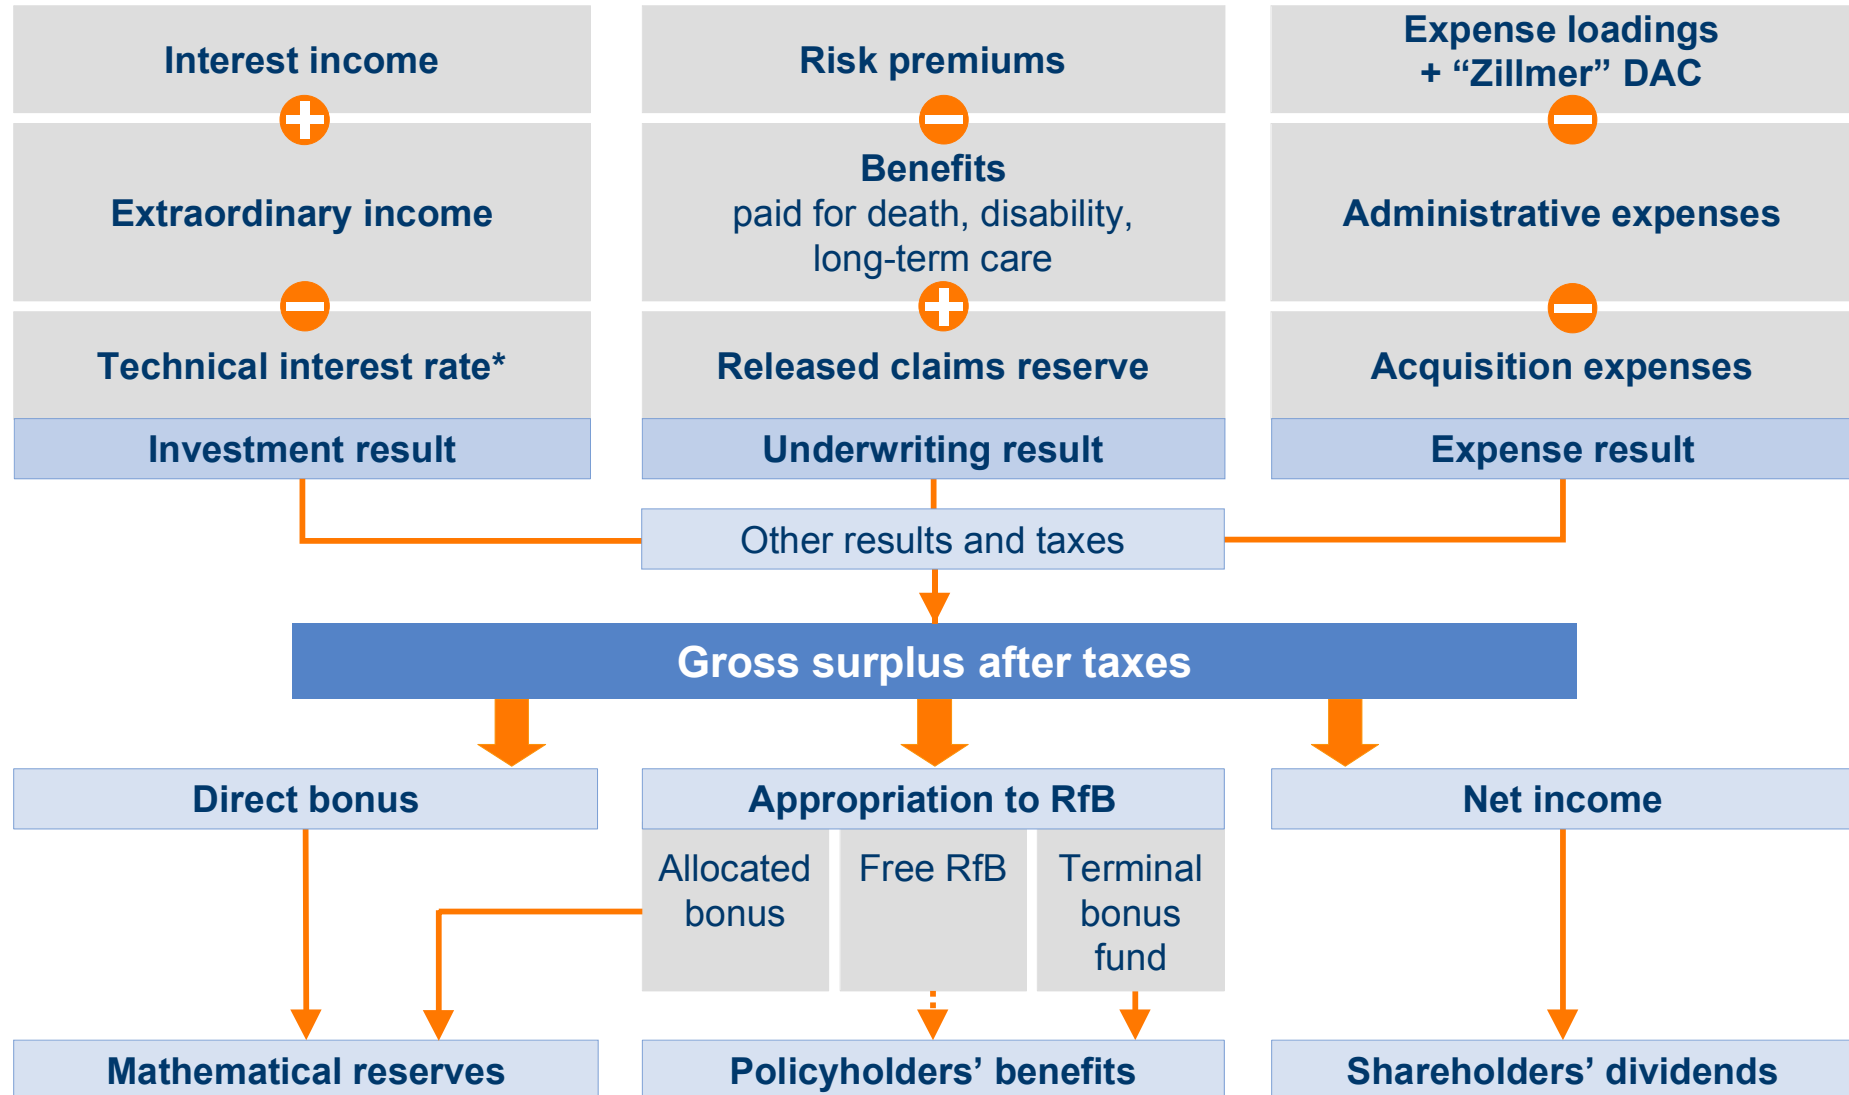 Interest income
Extraordinary income
Technical interest rate*
Investment result
Risk premiums
Benefits
paid for death, disability,
long-term care
Released claims reserve
Underwriting result
Expense loadings
+ “Zillmer” DAC
Administrative expenses
Acquisition expenses
Expense result
Other results and taxes
Gross surplus after taxes
Direct bonus
Appropriation to RfB
Net income
Allocated
bonus
Free RfB
Terminal
bonus
fund
Mathematical reserves
Policyholders’ benefits
Shareholders’ dividends